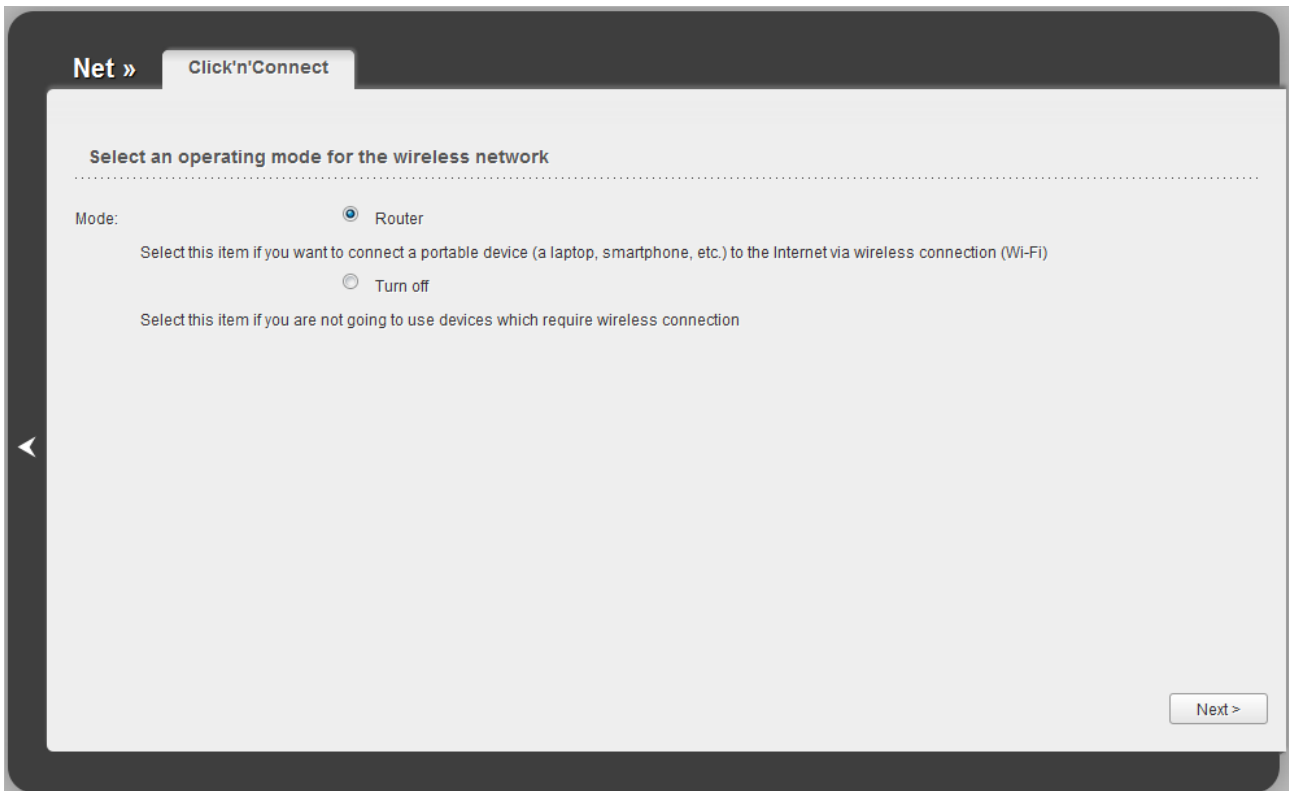 Net »
Click'n'Connect
Select an operating mode for the wireless network
Mode: Router
Select this item if you want to connect a portable device (a laptop, smartphone, etc.) to the Internet via wireless connection (Wi-Fi)
Turn off
Select this item if you are not going to use devices which require wireless connection
Next >